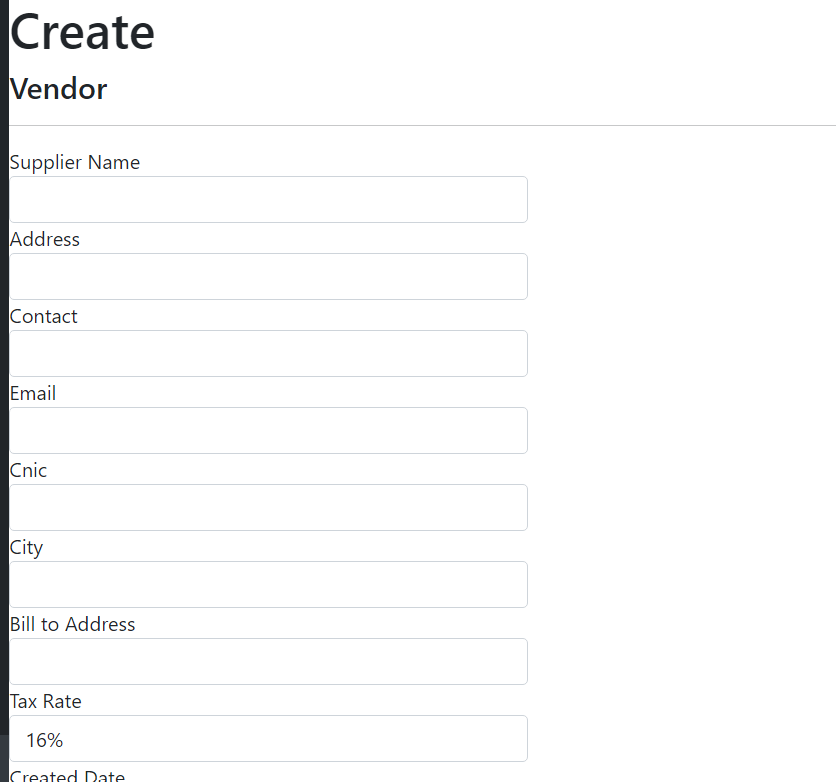 Create
Vendor
Supplier Name
Address
Contact
Email
Cnic
City
Bill to Address
Tax Rate
16%
Created Date